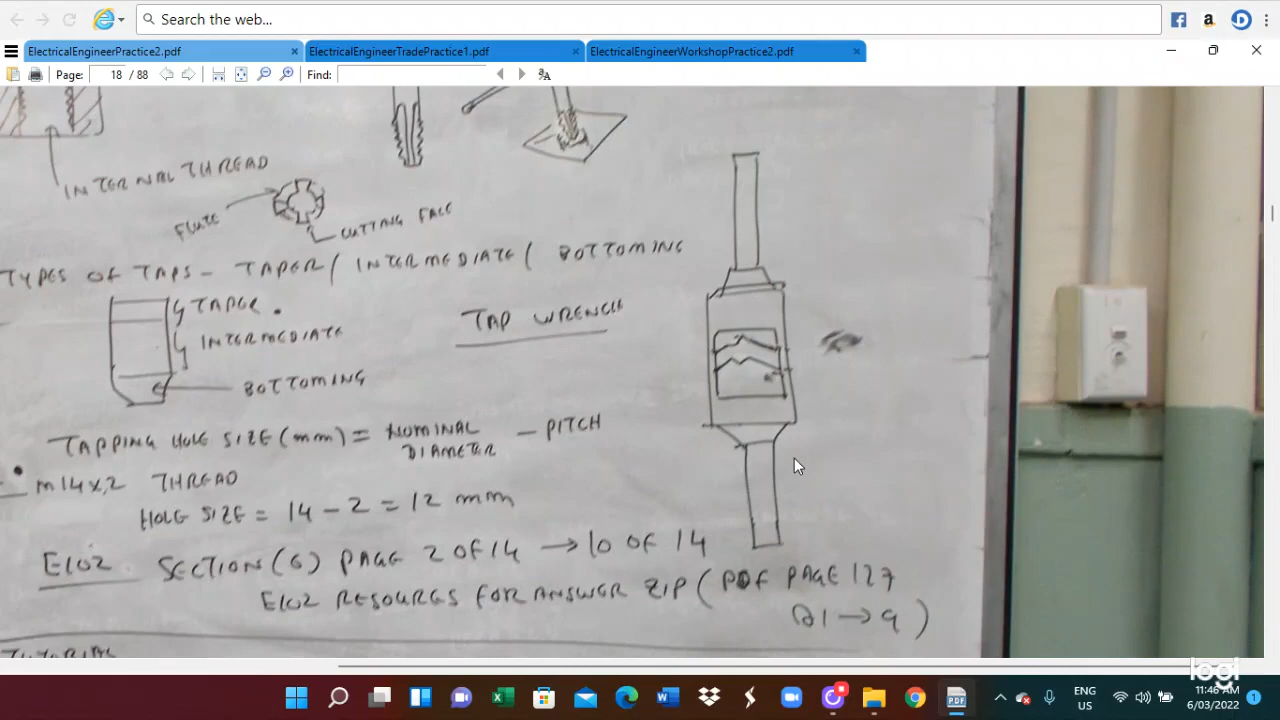 Search the web...
ElectricalEngineerPractice2.pdf
ElectricalEngineerTradePractice1.pdf
ElectricalEngineerWorkshopPractice2.pdf
Page: 18 / 88 Find:
INTERNAL THREAD
FLUTE
CUTTING FACE
TYPES OF TAPS - TAPER / INTERMEDIATE / BOTTOMING
TAPER
INTERMEDIATE
BOTTOMING
TAP WRENCH
TAPPING HOLE SIZE (mm) = NOMINAL DIAMETER - PITCH
M14x2 THREAD
HOLE SIZE = 14 - 2 = 12 mm
E102 SECTION (6) PAGE 2 OF 14 → 10 OF 14
E102 RESOURCES FOR ANSWER ZIP (PDF PAGE 127
Q1 → 9)
TUTORIAL
logi
ENG
US
11:46 AM
6/03/2022